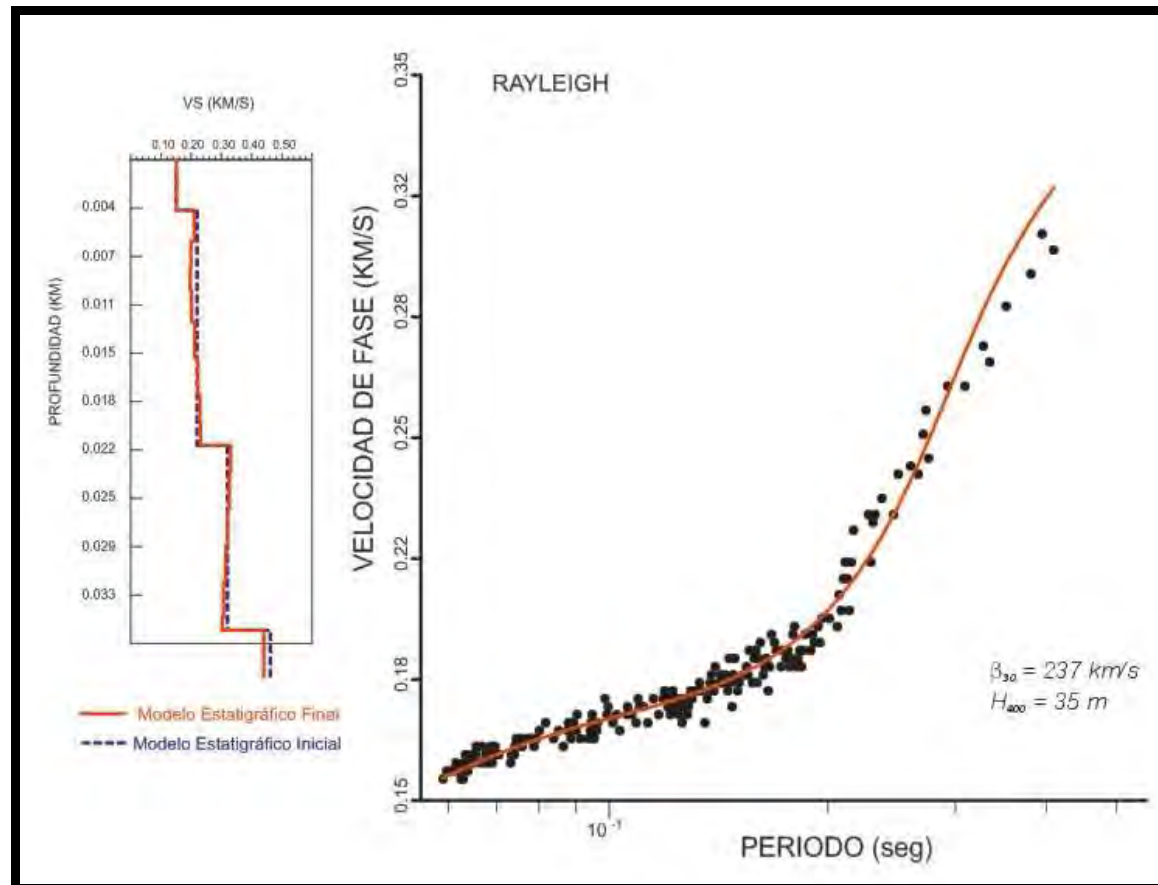 VS (KM/S)
0.10 0.20 0.30 0.40 0.50
PROFUNDIDAD (KM)
0.004
0.007
0.011
0.015
0.018
0.022
0.025
0.029
0.033
Modelo Estatigráfico Final
Modelo Estatigráfico Inicial
RAYLEIGH
VELOCIDAD DE FASE (KM/S)
0.35
0.32
0.28
0.25
0.22
0.18
0.15
10⁻¹
PERIODO (seg)
β₃₀ = 237 km/s
H₄₀₀ = 35 m